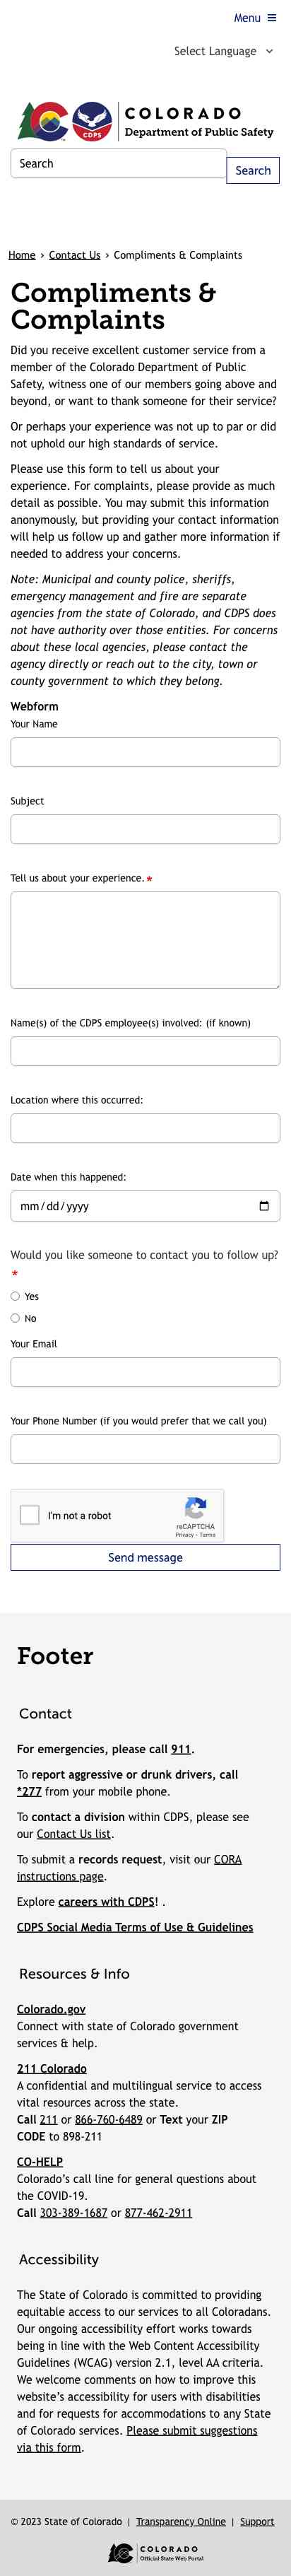 Menu
Select Language
CDPS
COLORADO
Department of Public Safety
Search
Search
Home › Contact Us › Compliments & Complaints
Compliments &
Complaints
Did you receive excellent customer service from a
member of the Colorado Department of Public
Safety, witness one of our members going above and
beyond, or want to thank someone for their service?
Or perhaps your experience was not up to par or did
not uphold our high standards of service.
Please use this form to tell us about your
experience. For complaints, please provide as much
detail as possible. You may submit this information
anonymously, but providing your contact information
will help us follow up and gather more information if
needed to address your concerns.
Note: Municipal and county police, sheriffs,
emergency management and fire are separate
agencies from the state of Colorado, and CDPS does
not have authority over those entities. For concerns
about these local agencies, please contact the
agency directly or reach out to the city, town or
county government to which they belong.
Webform
Your Name
Subject
Tell us about your experience. *
Name(s) of the CDPS employee(s) involved: (if known)
Location where this occurred:
Date when this happened:
mm/dd/yyyy
Would you like someone to contact you to follow up?
*
Yes
No
Your Email
Your Phone Number (if you would prefer that we call you)
I'm not a robot
reCAPTCHA
Privacy - Terms
Send message
Footer
Contact
For emergencies, please call 911.
To report aggressive or drunk drivers, call
*277 from your mobile phone.
To contact a division within CDPS, please see
our Contact Us list.
To submit a records request, visit our CORA
instructions page.
Explore careers with CDPS! .
CDPS Social Media Terms of Use & Guidelines
Resources & Info
Colorado.gov
Connect with state of Colorado government
services & help.
211 Colorado
A confidential and multilingual service to access
vital resources across the state.
Call 211 or 866-760-6489 or Text your ZIP
CODE to 898-211
CO-HELP
Colorado's call line for general questions about
the COVID-19.
Call 303-389-1687 or 877-462-2911
Accessibility
The State of Colorado is committed to providing
equitable access to our services to all Coloradans.
Our ongoing accessibility effort works towards
being in line with the Web Content Accessibility
Guidelines (WCAG) version 2.1, level AA criteria.
We welcome comments on how to improve this
website's accessibility for users with disabilities
and for requests for accommodations to any State
of Colorado services. Please submit suggestions
via this form.
© 2023 State of Colorado | Transparency Online | Support
COLORADO
Official State Web Portal